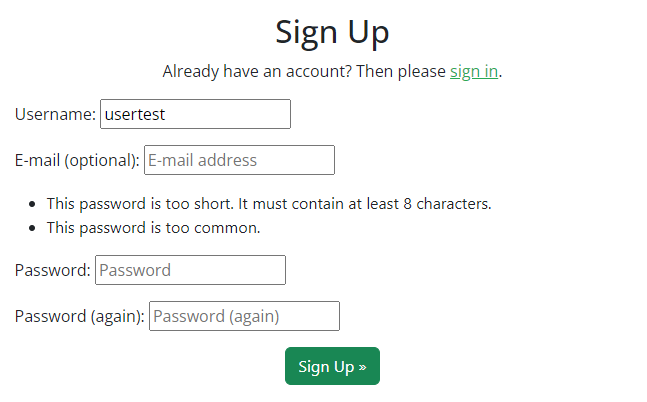 Sign Up
Already have an account? Then please sign in.
Username: usertest
E-mail (optional): E-mail address
• This password is too short. It must contain at least 8 characters.
• This password is too common.
Password: Password
Password (again): Password (again)
Sign Up »